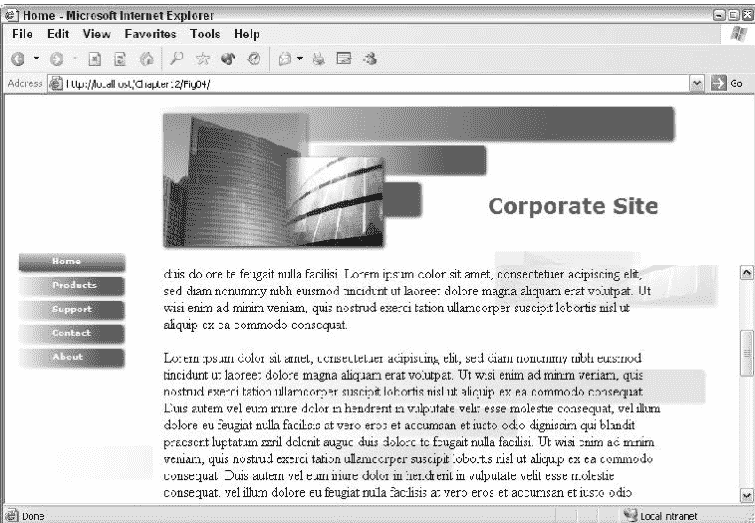 Home - Microsoft Internet Explorer
File Edit View Favorites Tools Help
Address http://localhost/Chapter12/Fig04/ Go
Corporate Site
Home
Products
Support
Contact
About
duis dolore te feugait nulla facilisi. Lorem ipsum dolor sit amet, consectetuer adipiscing elit,
sed diam nonummy nibh euismod tincidunt ut laoreet dolore magna aliquam erat volutpat. Ut
wisi enim ad minim veniam, quis nostrud exerci tation ullamcorper suscipit lobortis nisl ut
aliquip ex ea commodo consequat.
Lorem ipsum dolor sit amet, consectetuer adipiscing elit, sed diam nonummy nibh euismod
tincidunt ut laoreet dolore magna aliquam erat volutpat. Ut wisi enim ad minim veniam, quis
nostrud exerci tation ullamcorper suscipit lobortis nisl ut aliquip ex ea commodo consequat.
Duis autem vel eum iriure dolor in hendrerit in vulputate velit esse molestie consequat, vel illum
dolore eu feugiat nulla facilisis at vero eros et accumsan et iusto odio dignissim qui blandit
praesent luptatum zzril delenit augue duis dolore te feugait nulla facilisi. Ut wisi enim ad minim
veniam, quis nostrud exerci tation ullamcorper suscipit lobortis nisl ut aliquip ex ea commodo
consequat. Duis autem vel eum iriure dolor in hendrerit in vulputate velit esse molestie
consequat, vel illum dolore eu feugiat nulla facilisis at vero eros et accumsan et iusto odio
Done Local intranet